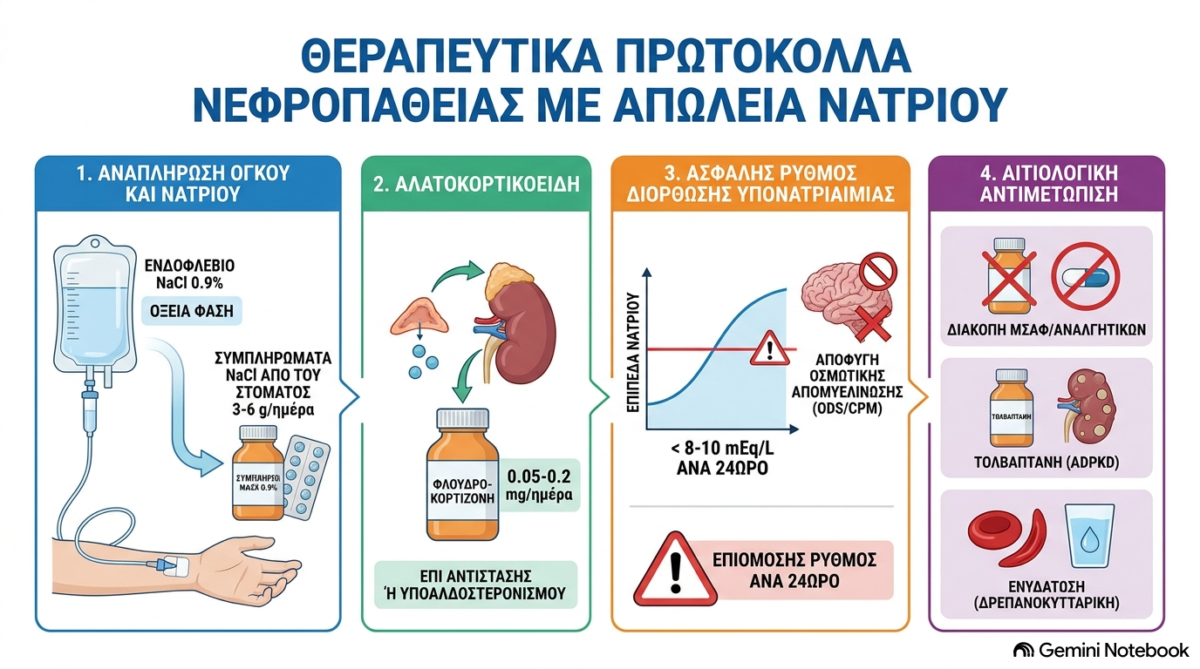 ΘΕΡΑΠΕΥΤΙΚΑ ΠΡΩΤΟΚΟΛΛΑ
ΝΕΦΡΟΠΑΘΕΙΑΣ ΜΕ ΑΠΩΛΕΙΑ ΝΑΤΡΙΟΥ
1. ΑΝΑΠΛΗΡΩΣΗ ΟΓΚΟΥ
ΚΑΙ ΝΑΤΡΙΟΥ
ΕΝΔΟΦΛΕΒΙΟ
NaCl 0.9%
ΟΞΕΙΑ ΦΑΣΗ
ΣΥΜΠΛΗΡΩΜΑΤΑ
NaCl ΑΠΟ ΤΟΥ
ΣΤΟΜΑΤΟΣ
3-6 g/ημέρα
2. ΑΛΑΤΟΚΟΡΤΙΚΟΕΙΔΗ
ΦΛΟΥΔΡΟ-
ΚΟΡΤΙΖΟΝΗ
0.05-0.2
mg/ημέρα
ΕΠΙ ΑΝΤΙΣΤΑΣΗΣ
Ή ΥΠΟΑΛΔΟΣΤΕΡΟΝΙΣΜΟΥ
3. ΑΣΦΑΛΗΣ ΡΥΘΜΟΣ
ΔΙΟΡΘΩΣΗΣ ΥΠΟΝΑΤΡΙΑΙΜΙΑΣ
ΕΠΙΠΕΔΑ ΝΑΤΡΙΟΥ
ΑΠΟΦΥΓΗ
ΟΣΜΩΤΙΚΗΣ
ΑΠΟΜΥΕΛΙΝΩΣΗΣ
(ODS/CPM)
< 8-10 mEq/L
ΑΝΑ 24ΩΡΟ
ΕΠΙΟΜΟΣΗΣ ΡΥΘΜΟΣ
ΑΝΑ 24ΩΡΟ
4. ΑΙΤΙΟΛΟΓΙΚΗ
ΑΝΤΙΜΕΤΩΠΙΣΗ
ΔΙΑΚΟΠΗ ΜΣΑΦ/ΑΝΑΛΓΗΤΙΚΩΝ
ΤΟΛΒΑΠΤΑΝΗ (ADPKD)
ΕΝΥΔΑΤΩΣΗ
(ΔΡΕΠΑΝΟΚΥΤΤΑΡΙΚΗ)
Gemini Notebook